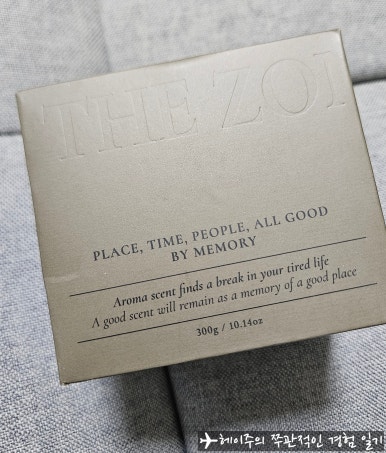 THE ZOI
PLACE, TIME, PEOPLE, ALL GOOD
BY MEMORY
Aroma scent finds a break in your tired life
A good scent will remain as a memory of a good place
300g / 10.14oz
헤이주의 쭈관적인 경험 일기